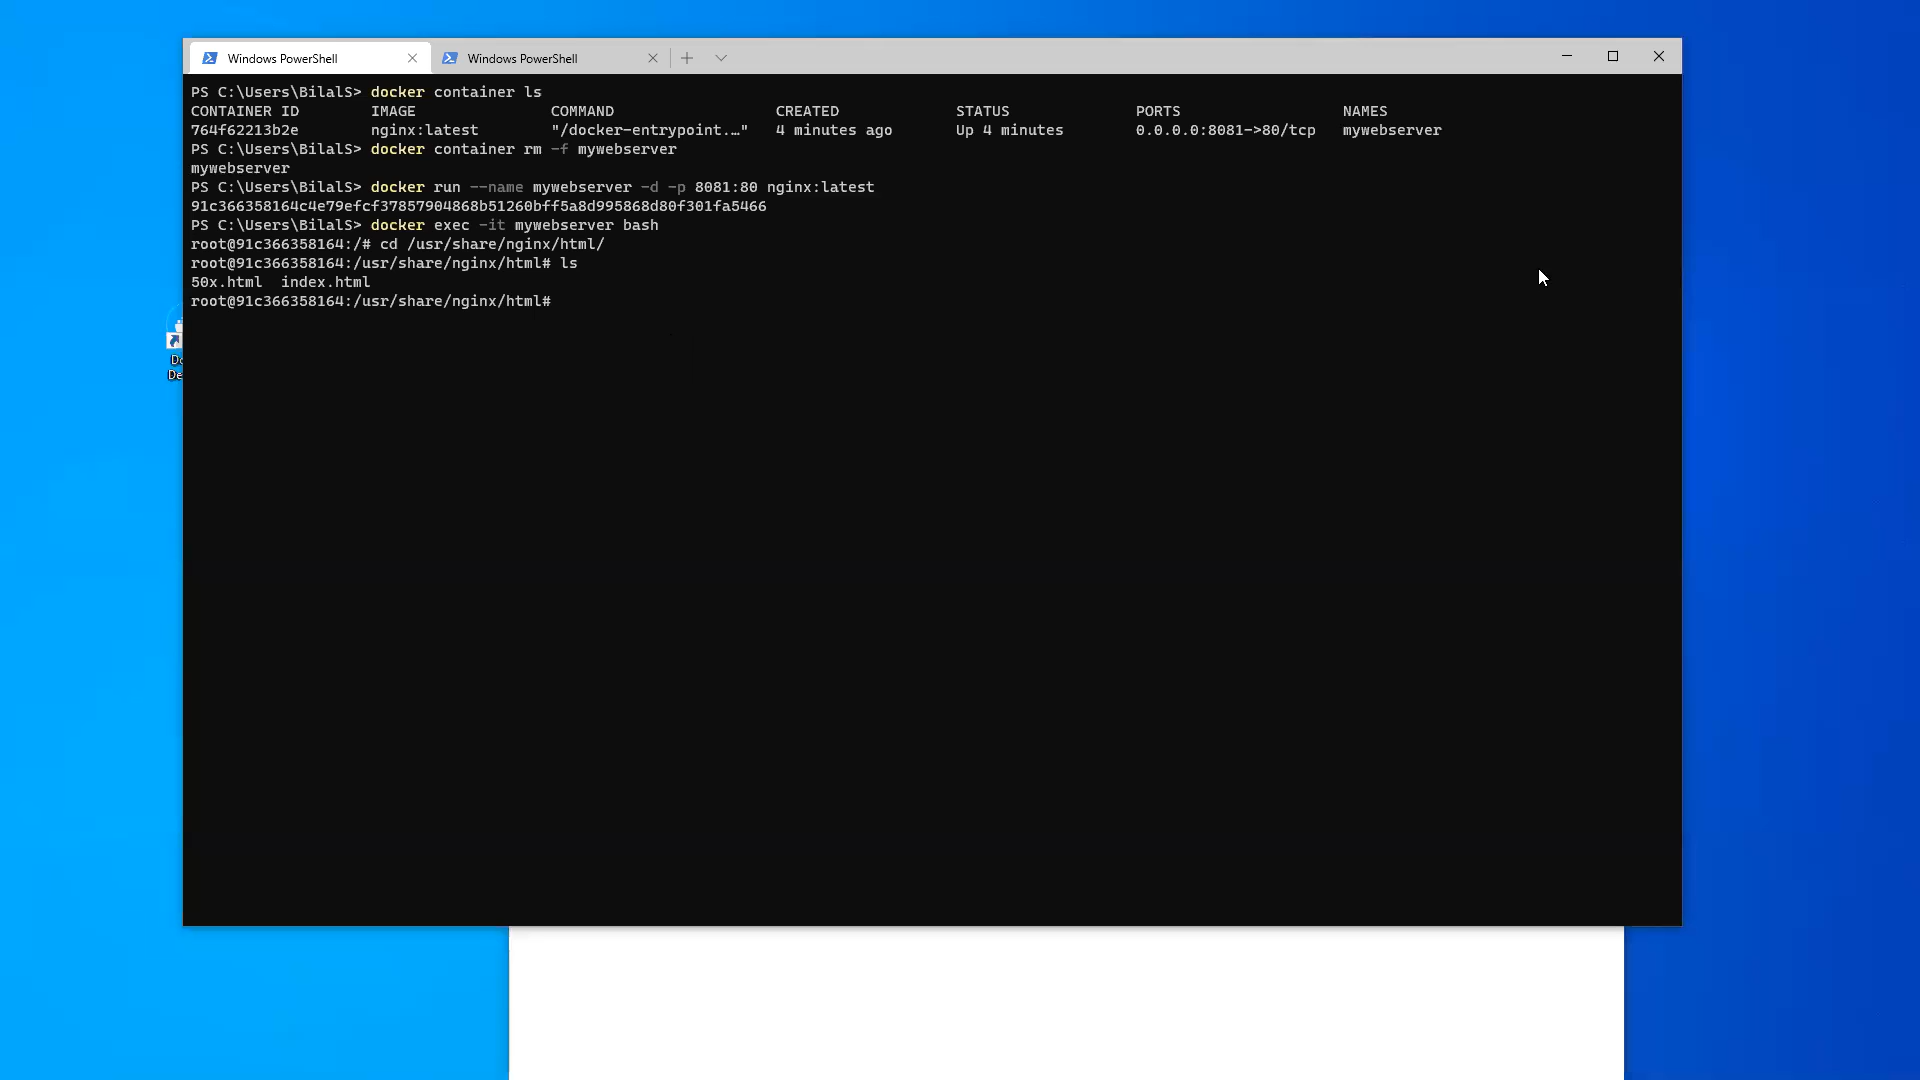 Windows PowerShell Windows PowerShell
PS C:\Users\BilalS> docker container ls
CONTAINER ID IMAGE COMMAND CREATED STATUS PORTS NAMES
764f62213b2e nginx:latest "/docker-entrypoint.…" 4 minutes ago Up 4 minutes 0.0.0.0:8081->80/tcp mywebserver
PS C:\Users\BilalS> docker container rm -f mywebserver
mywebserver
PS C:\Users\BilalS> docker run --name mywebserver -d -p 8081:80 nginx:latest
91c366358164c4e79efcf37857904868b51260bff5a8d995868d80f301fa5466
PS C:\Users\BilalS> docker exec -it mywebserver bash
root@91c366358164:/# cd /usr/share/nginx/html/
root@91c366358164:/usr/share/nginx/html# ls
50x.html index.html
root@91c366358164:/usr/share/nginx/html#